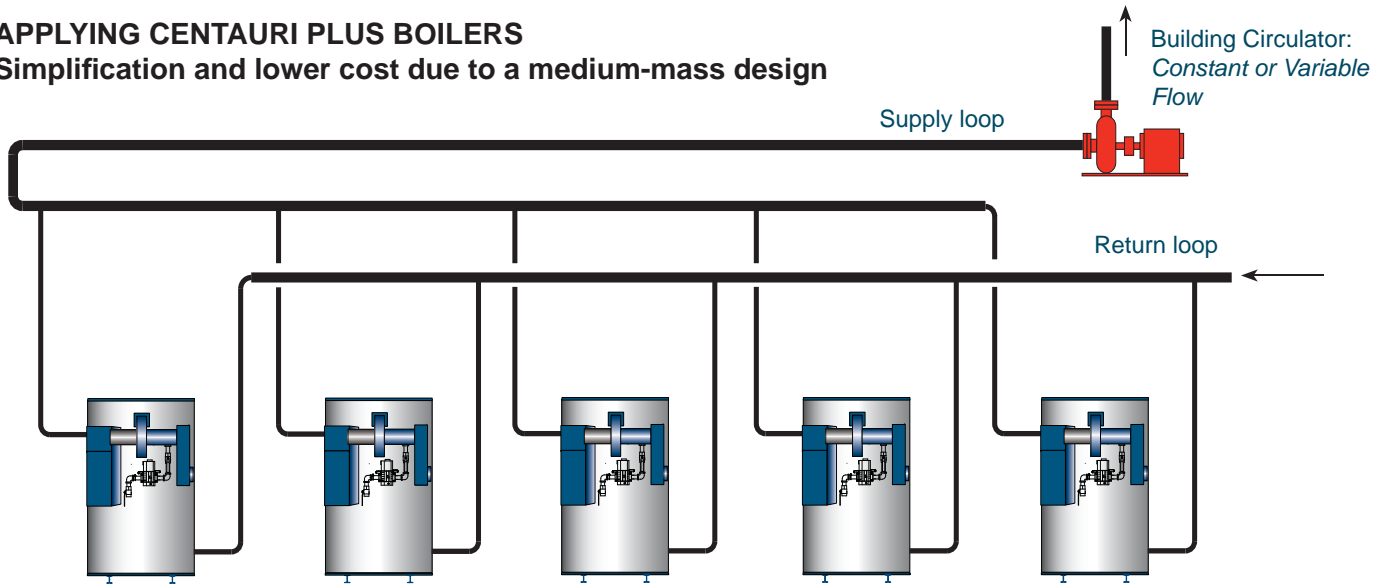 APPLYING CENTAURI PLUS BOILERS
Simplification and lower cost due to a medium-mass design
Building Circulator:
Constant or Variable
Flow
Supply loop
Return loop